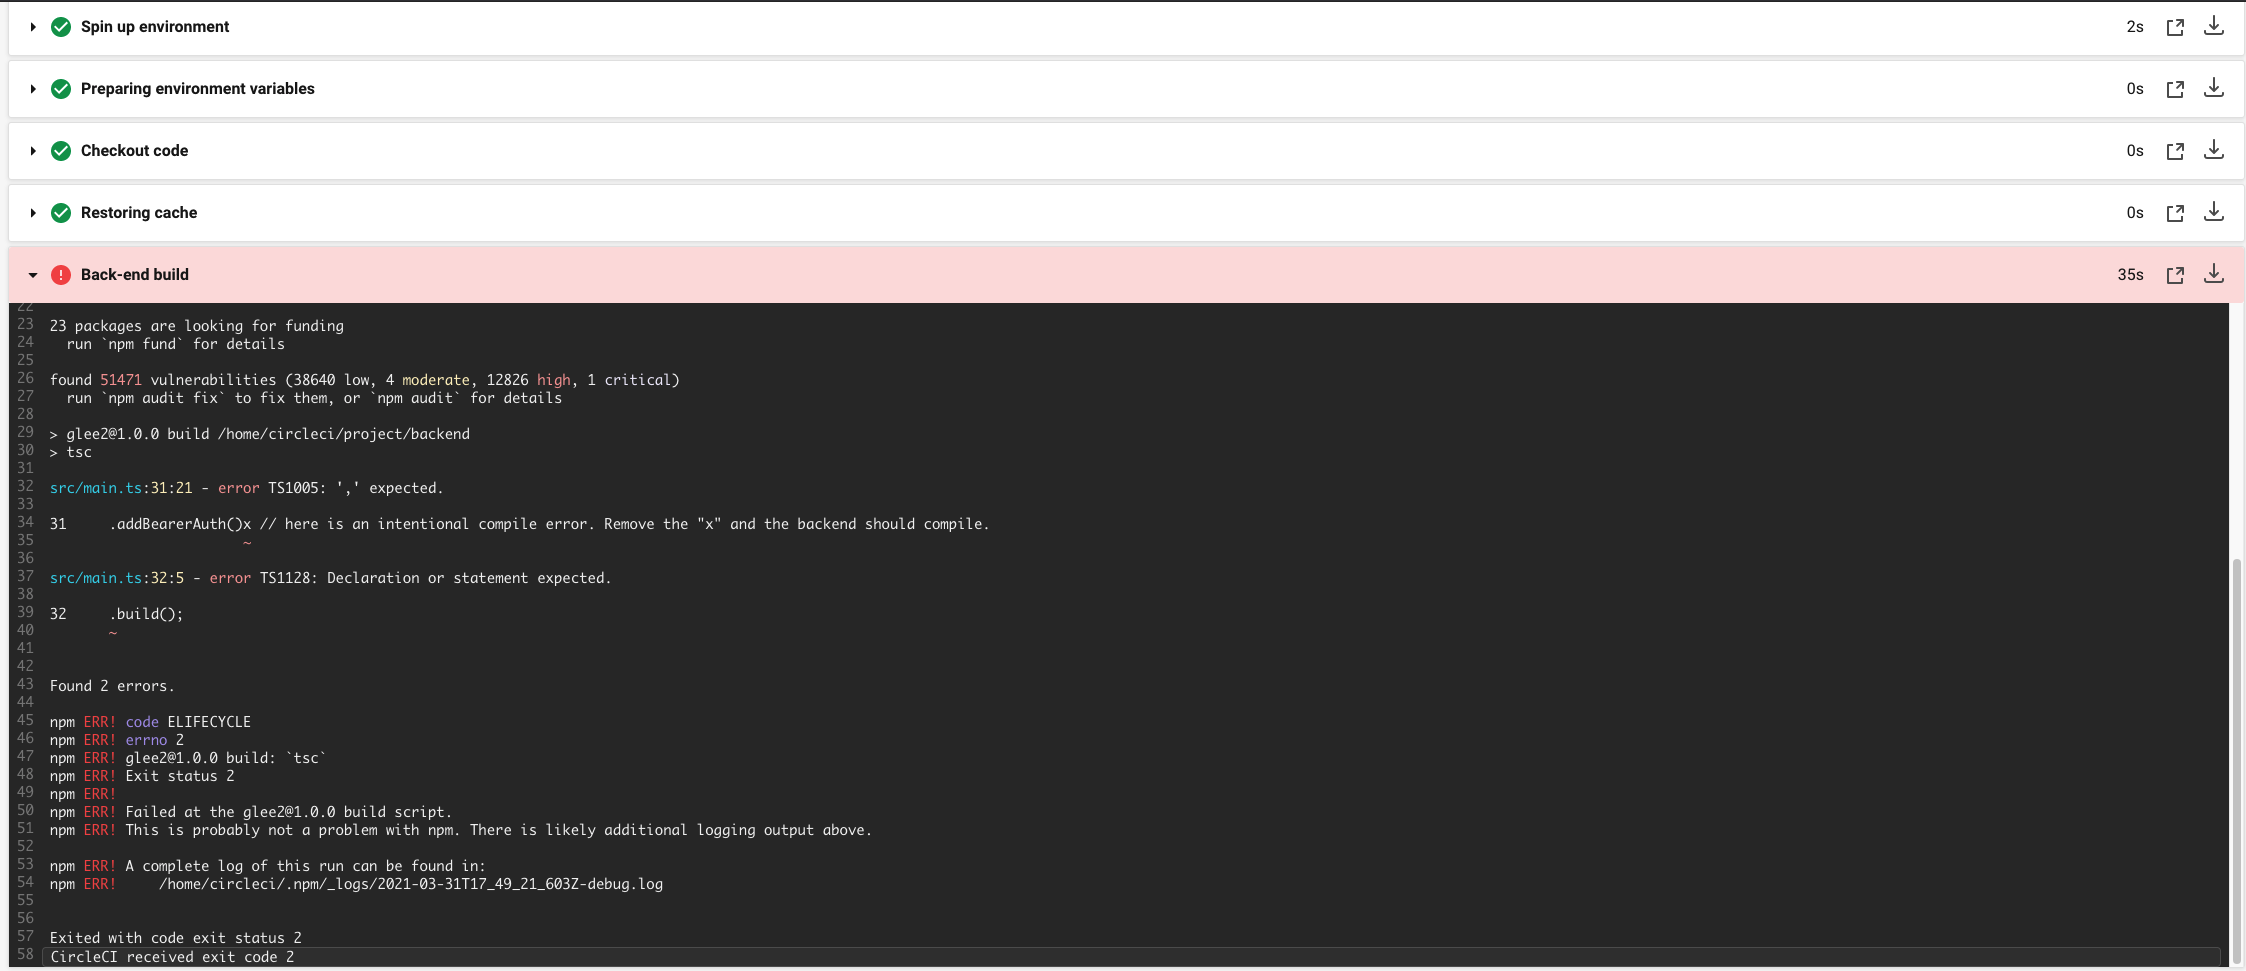 Spin up environment 2s
Preparing environment variables 0s
Checkout code 0s
Restoring cache 0s
Back-end build 35s
22
23 23 packages are looking for funding
24   run `npm fund` for details
25
26 found 51471 vulnerabilities (38640 low, 4 moderate, 12826 high, 1 critical)
27   run `npm audit fix` to fix them, or `npm audit` for details
28
29 > glee2@1.0.0 build /home/circleci/project/backend
30 > tsc
31
32 src/main.ts:31:21 - error TS1005: ',' expected.
33
34 31     .addBearerAuth()x // here is an intentional compile error. Remove the "x" and the backend should compile.
35                        ~
36
37 src/main.ts:32:5 - error TS1128: Declaration or statement expected.
38
39 32     .build();
40        ~
41
42
43 Found 2 errors.
44
45 npm ERR! code ELIFECYCLE
46 npm ERR! errno 2
47 npm ERR! glee2@1.0.0 build: `tsc`
48 npm ERR! Exit status 2
49 npm ERR!
50 npm ERR! Failed at the glee2@1.0.0 build script.
51 npm ERR! This is probably not a problem with npm. There is likely additional logging output above.
52
53 npm ERR! A complete log of this run can be found in:
54 npm ERR!     /home/circleci/.npm/_logs/2021-03-31T17_49_21_603Z-debug.log
55
56
57 Exited with code exit status 2
58 CircleCI received exit code 2